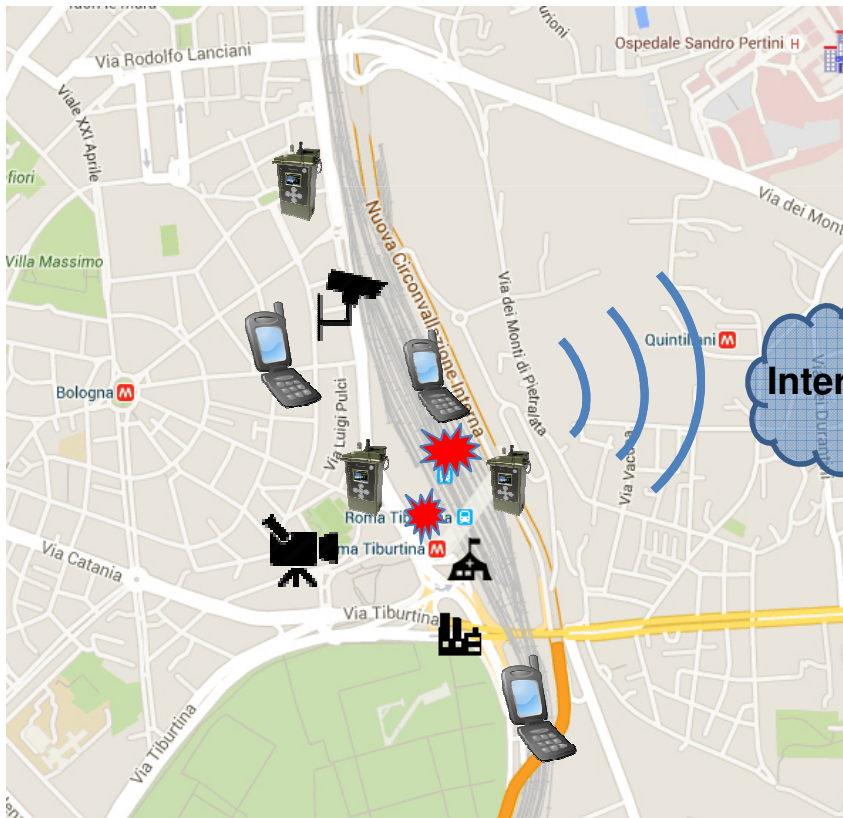 Via Rodolfo Lanciani
Ospedale Sandro Pertini H
Viale XXI Aprile
Via dei Mont
fiori
Nuova Circonvallazione Interna
Villa Massimo
Via dei Monti di Pietralata
Quintiliani M
Inter
Bologna M
Via Luigi Pulci
Via Vacuna
Roma
ma Tiburtina M
Via Catania
Via Tiburtina
Via Tiburtina